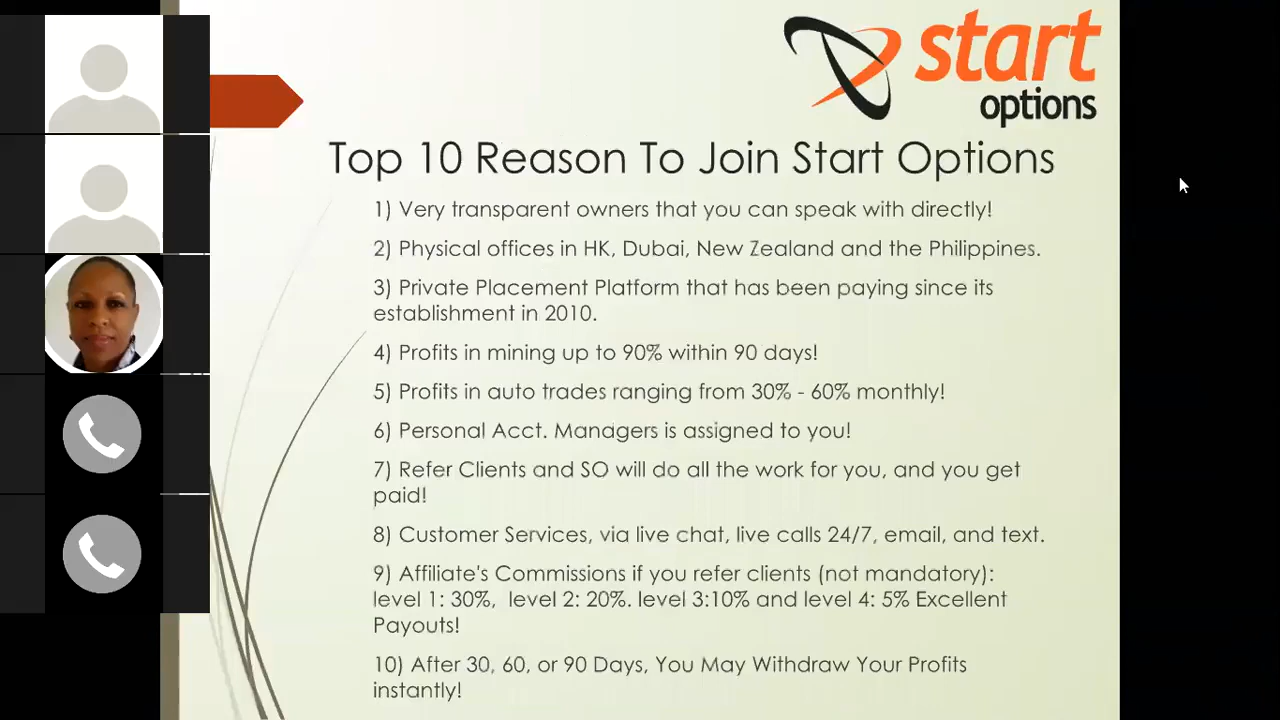 start
options
Top 10 Reason To Join Start Options
1) Very transparent owners that you can speak with directly!
2) Physical offices in HK, Dubai, New Zealand and the Philippines.
3) Private Placement Platform that has been paying since its
establishment in 2010.
4) Profits in mining up to 90% within 90 days!
5) Profits in auto trades ranging from 30% - 60% monthly!
6) Personal Acct. Managers is assigned to you!
7) Refer Clients and SO will do all the work for you, and you get
paid!
8) Customer Services, via live chat, live calls 24/7, email, and text.
9) Affiliate's Commissions if you refer clients (not mandatory):
level 1: 30%,  level 2: 20%. level 3:10% and level 4: 5% Excellent
Payouts!
10) After 30, 60, or 90 Days, You May Withdraw Your Profits
instantly!